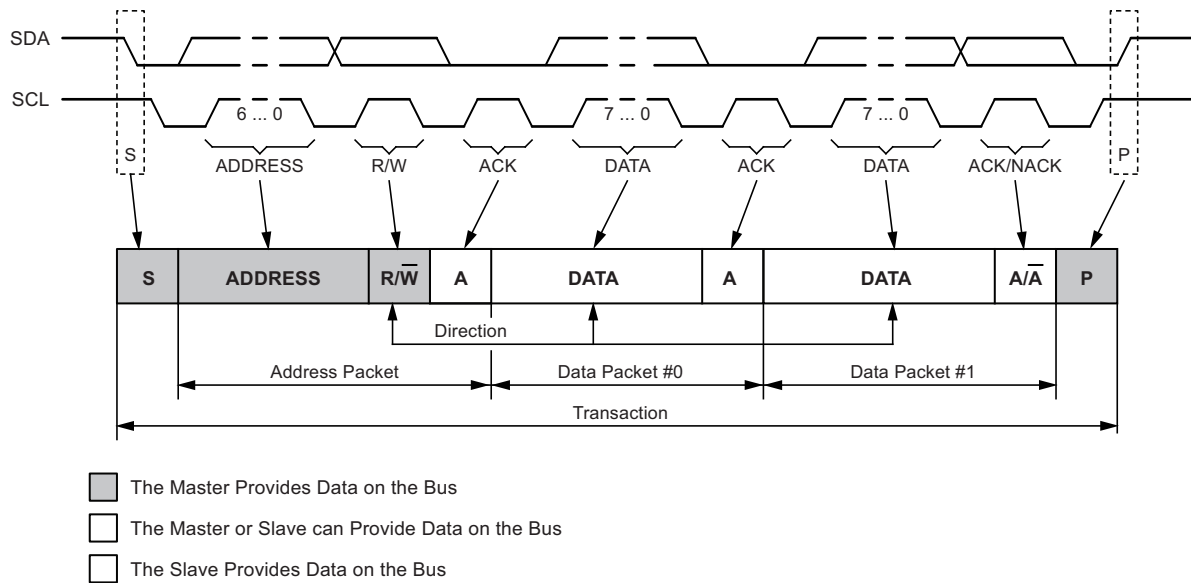 SDA
SCL
6 ... 0
7 ... 0
7 ... 0
S
ADDRESS
R/W
ACK
DATA
ACK
DATA
ACK/NACK
P
S
ADDRESS
R/W̅
A
DATA
A
DATA
A/A̅
P
Direction
Address Packet
Data Packet #0
Data Packet #1
Transaction
The Master Provides Data on the Bus
The Master or Slave can Provide Data on the Bus
The Slave Provides Data on the Bus